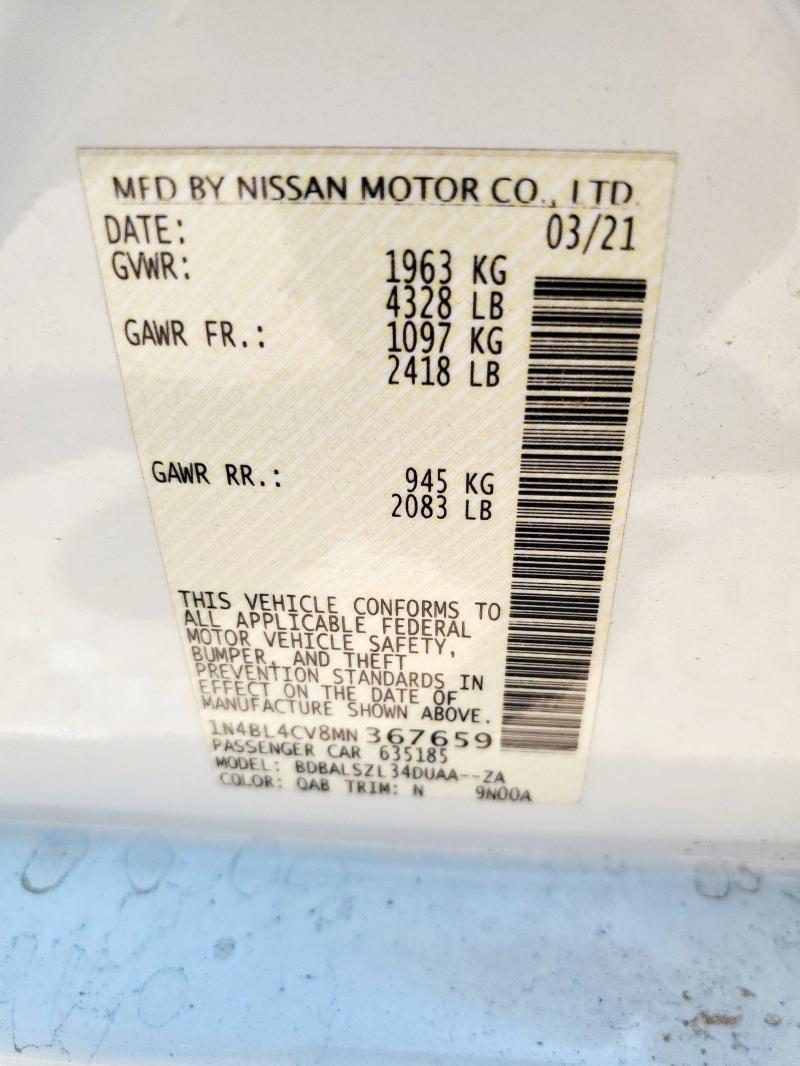 MFD BY NISSAN MOTOR CO., LTD.
DATE: 03/21
GVWR: 1963 KG
4328 LB
GAWR FR.: 1097 KG
2418 LB
GAWR RR.: 945 KG
2083 LB
THIS VEHICLE CONFORMS TO
ALL APPLICABLE FEDERAL
MOTOR VEHICLE SAFETY,
BUMPER, AND THEFT
PREVENTION STANDARDS IN
EFFECT ON THE DATE OF
MANUFACTURE SHOWN ABOVE.
1N4BL4CV8MN367659
PASSENGER CAR 635185
MODEL: BDBALSZL34DUAA--ZA
COLOR: QAB TRIM: N 9N00A